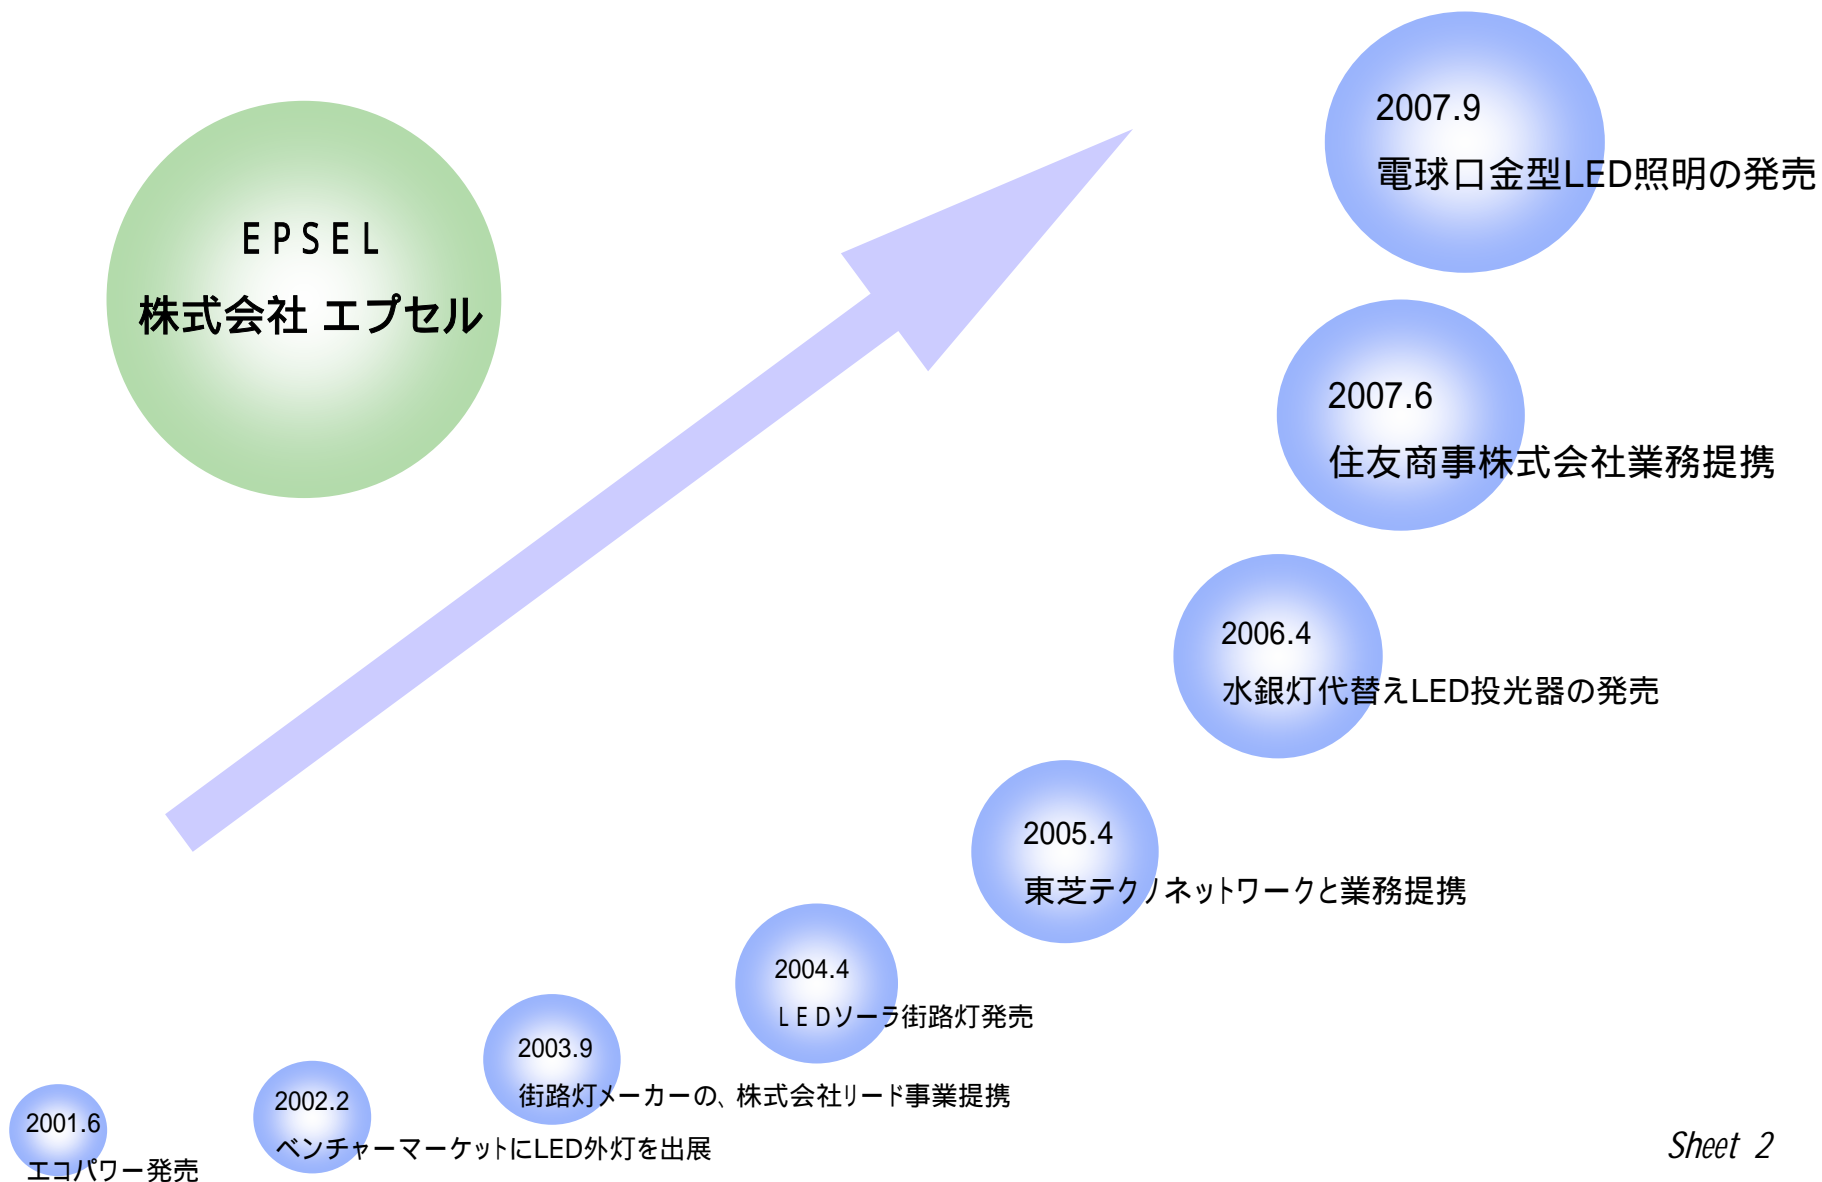 ＥＰＳＥＬ
株式会社 エプセル
2007.9
電球口金型LED照明の発売
2007.6
住友商事株式会社業務提携
2006.4
水銀灯代替えLED投光器の発売
2005.4
東芝テクノネットワークと業務提携
2004.4
ＬＥＤソーラ街路灯発売
2003.9
街路灯メーカーの、株式会社リード事業提携
2002.2
ベンチャーマーケットにLED外灯を出展
2001.6
エコパワー発売
Sheet 2